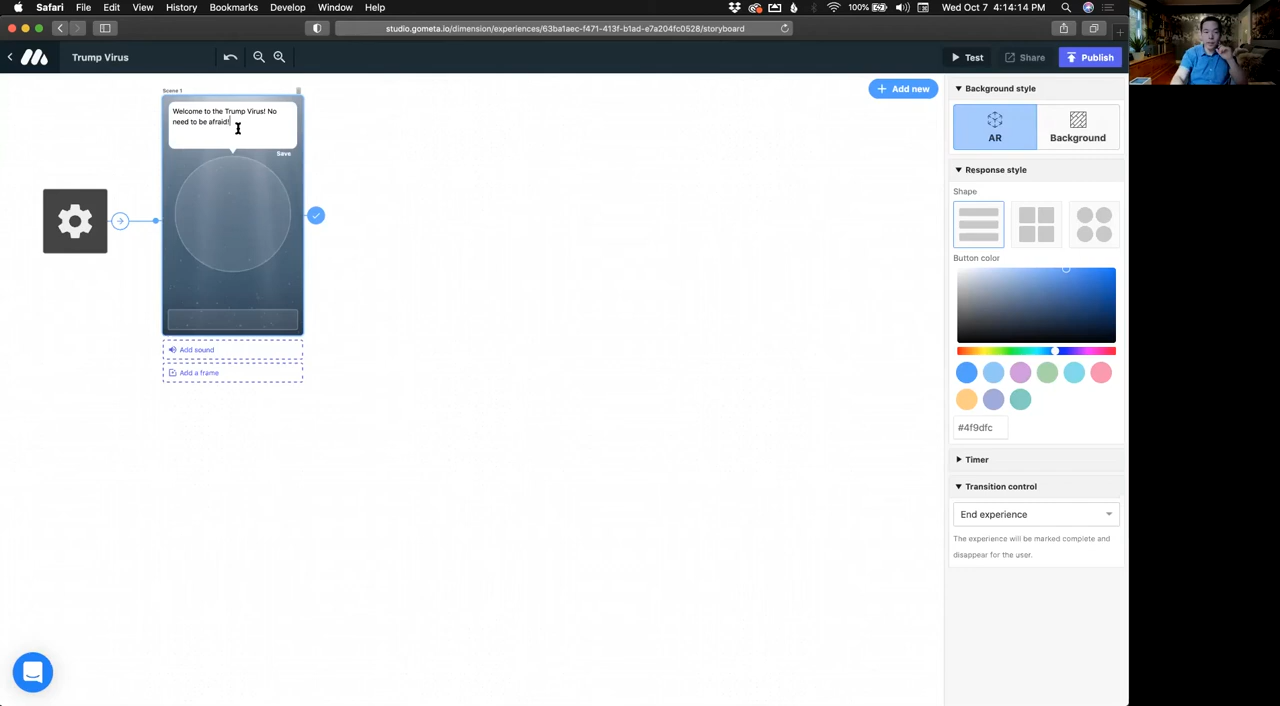 Safari File Edit View History Bookmarks Develop Window Help 100% Wed Oct 7 4:14:14 PM
studio.gometa.io/dimension/experiences/63ba1aec-f471-413f-b1ad-e7a204fc0528/storyboard
Trump Virus Test Share Publish
Add new
Scene 1
Welcome to the Trump Virus! No
need to be afraid!
Save
Add sound
Add a frame
Background style
AR Background
Response style
Shape
Button color
#4f9dfc
Timer
Transition control
End experience
The experience will be marked complete and
disappear for the user.